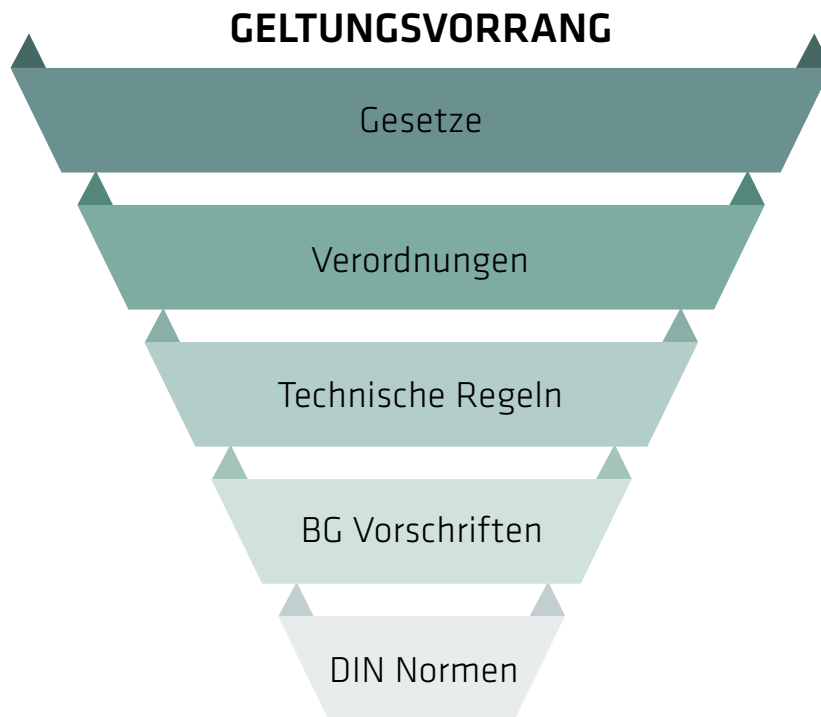 GELTUNGSVORRANG
Gesetze
Verordnungen
Technische Regeln
BG Vorschriften
DIN Normen